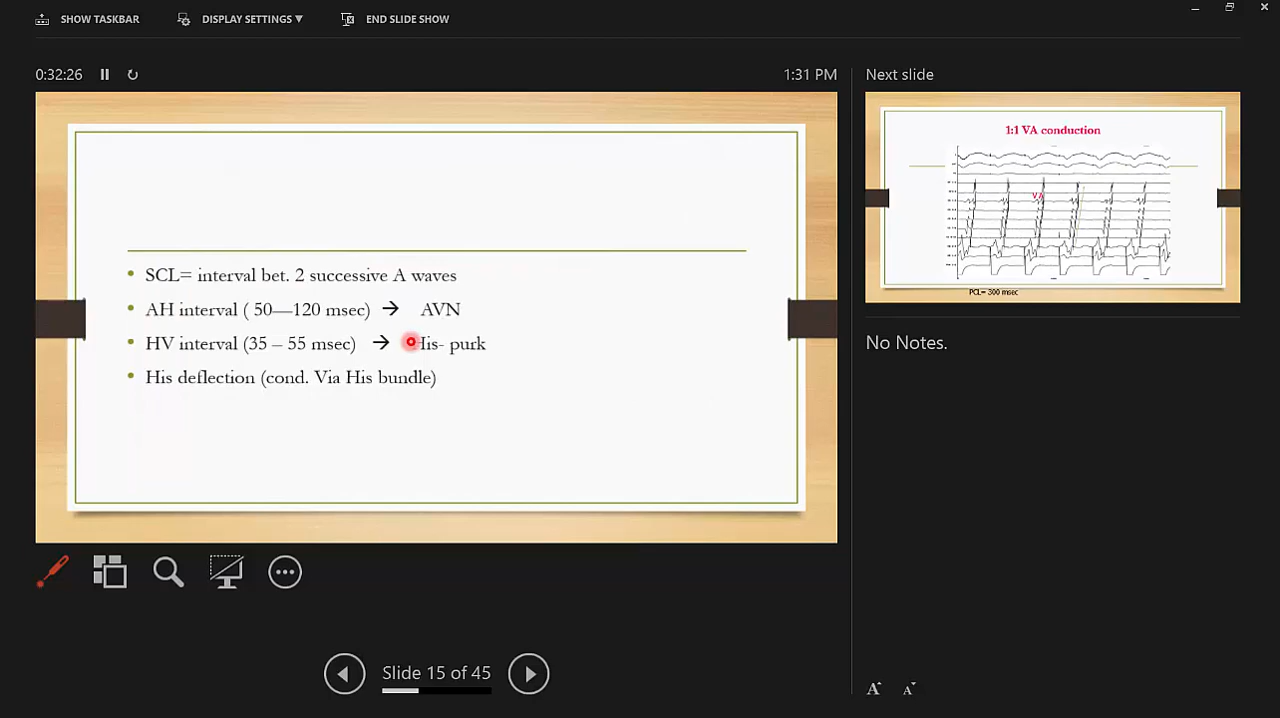 SHOW TASKBAR
DISPLAY SETTINGS ▼
END SLIDE SHOW
0:32:26
1:31 PM
Next slide
SCL= interval bet. 2 successive A waves
AH interval ( 50—120 msec) → AVN
HV interval (35 – 55 msec) → His- purk
His deflection (cond. Via His bundle)
1:1 VA conduction
V A
PCL= 300 msec
No Notes.
Slide 15 of 45
A A